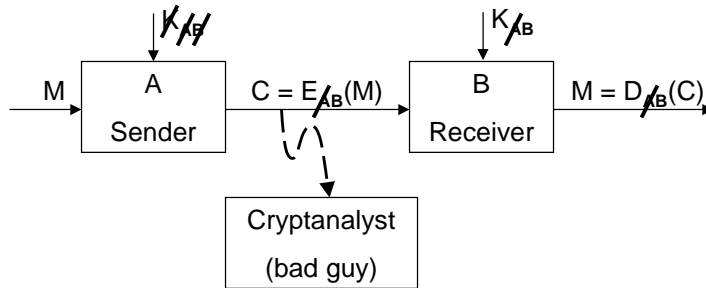 K AB
K AB
M
A
Sender
C = E AB (M)
B
Receiver
M = D AB (C)
Cryptanalyst
(bad guy)